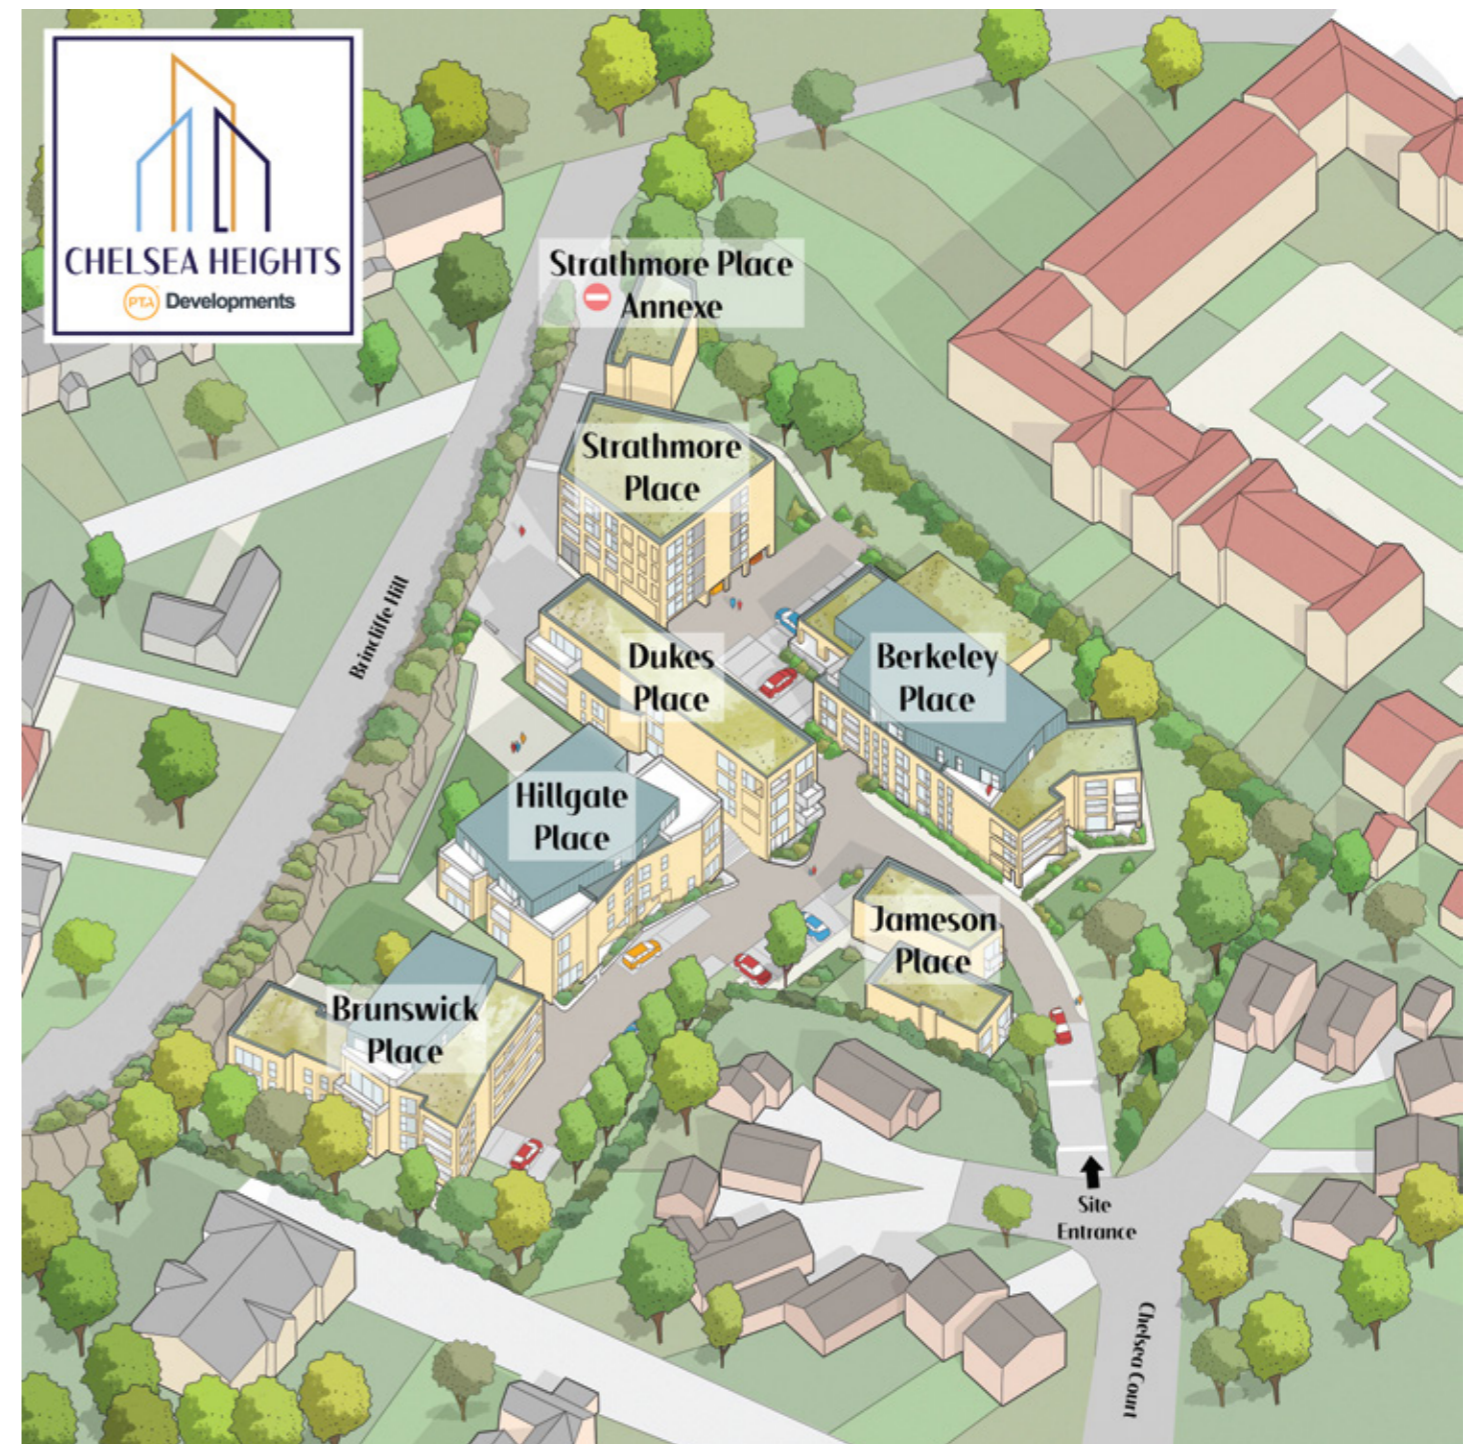 CHELSEA HEIGHTS
PTA Developments
Strathmore Place
Annexe
Strathmore
Place
Dukes
Place
Berkeley
Place
Brincliffe Hill
Hillgate
Place
Jameson
Place
Brunswick
Place
Site
Entrance
Chelsea Court